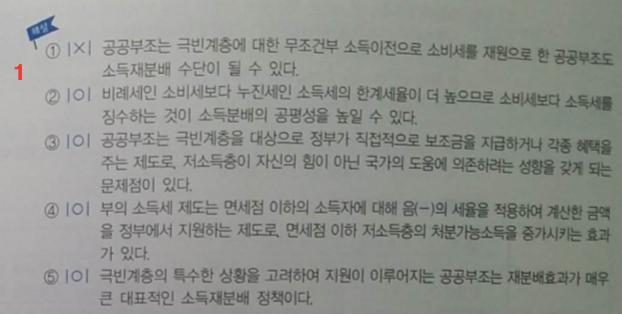 해설
① |X| 공공부조는 극빈계층에 대한 무조건부 소득이전으로 소비세를 재원으로 한 공공부조도
1
소득재분배 수단이 될 수 있다.
② |O| 비례세인 소비세보다 누진세인 소득세의 한계세율이 더 높으므로 소비세보다 소득세를
징수하는 것이 소득분배의 공평성을 높일 수 있다.
③ |O| 공공부조는 극빈계층을 대상으로 정부가 직접적으로 보조금을 지급하거나 각종 혜택을
주는 제도로, 저소득층이 자신의 힘이 아닌 국가의 도움에 의존하려는 성향을 갖게 되는
문제점이 있다.
④ |O| 부의 소득세 제도는 면세점 이하의 소득자에 대해 음(−)의 세율을 적용하여 계산한 금액
을 정부에서 지원하는 제도로, 면세점 이하 저소득층의 처분가능소득을 증가시키는 효과
가 있다.
⑤ |O| 극빈계층의 특수한 상황을 고려하여 지원이 이루어지는 공공부조는 재분배효과가 매우
큰 대표적인 소득재분배 정책이다.